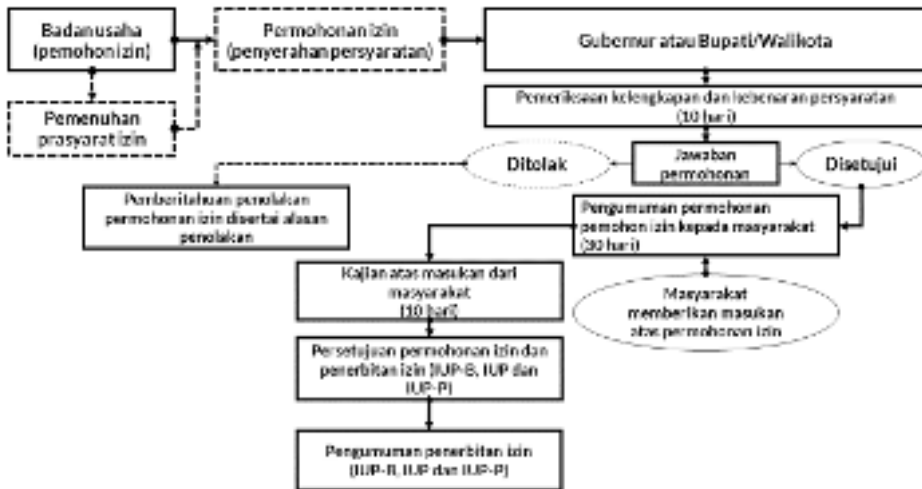 Badan usaha
(pemohon izin)
Permohonan izin
(penyerahan persyaratan)
Gubernur atau Bupati/Walikota
Pemenuhan
prasyarat izin
Pemeriksaan kelengkapan dan kebenaran persyaratan
(10 hari)
Ditolak
Jawaban
permohonan
Disetujui
Pemberitahuan penolakan
permohonan izin disertai alasan
penolakan
Pengumuman permohonan
pemohon izin kepada masyarakat
(30 hari)
Kajian atas masukan dari
masyarakat
(10 hari)
Masyarakat
memberikan masukan
atas permohonan izin
Persetujuan permohonan izin dan
penerbitan izin (IUP-B, IUP dan
IUP-P)
Pengumuman penerbitan izin
(IUP-B, IUP dan IUP-P)